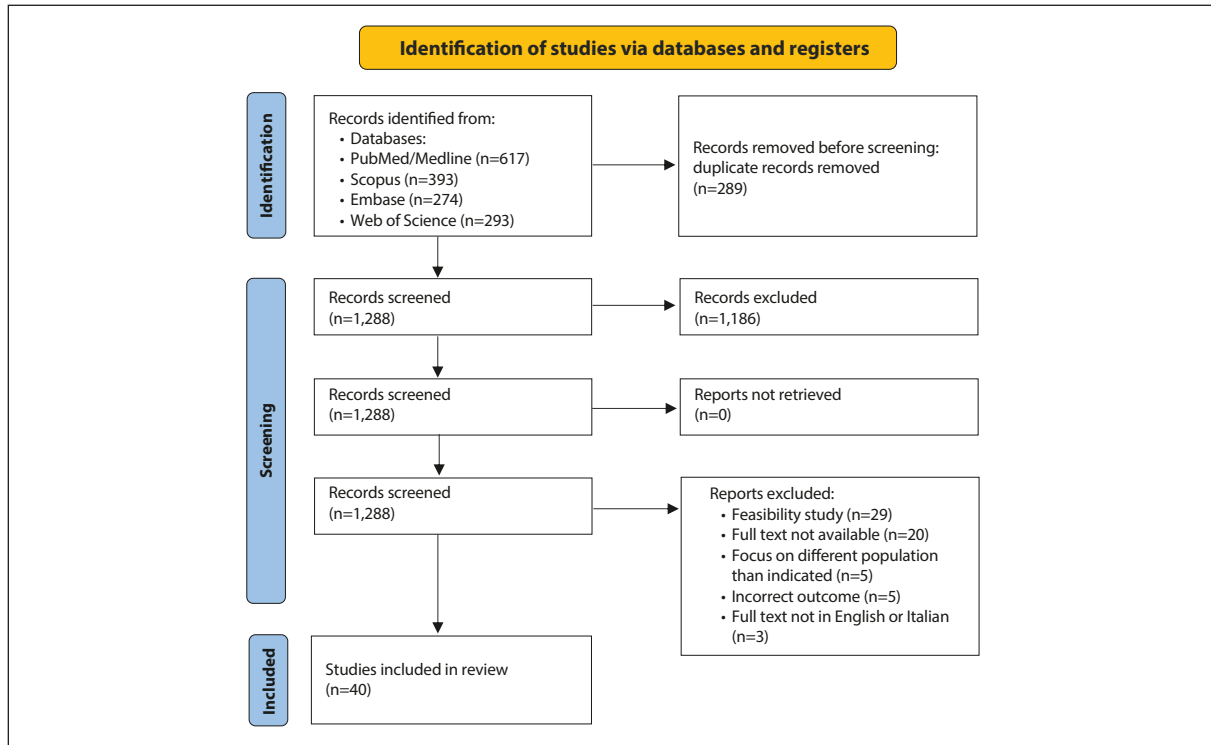 Identification of studies via databases and registers
Identification
Records identified from:
• Databases:
• PubMed/Medline (n=617)
• Scopus (n=393)
• Embase (n=274)
• Web of Science (n=293)
Records removed before screening:
duplicate records removed
(n=289)
Screening
Records screened
(n=1,288)
Records excluded
(n=1,186)
Records screened
(n=1,288)
Reports not retrieved
(n=0)
Records screened
(n=1,288)
Reports excluded:
• Feasibility study (n=29)
• Full text not available (n=20)
• Focus on different population
than indicated (n=5)
• Incorrect outcome (n=5)
• Full text not in English or Italian
(n=3)
Included
Studies included in review
(n=40)